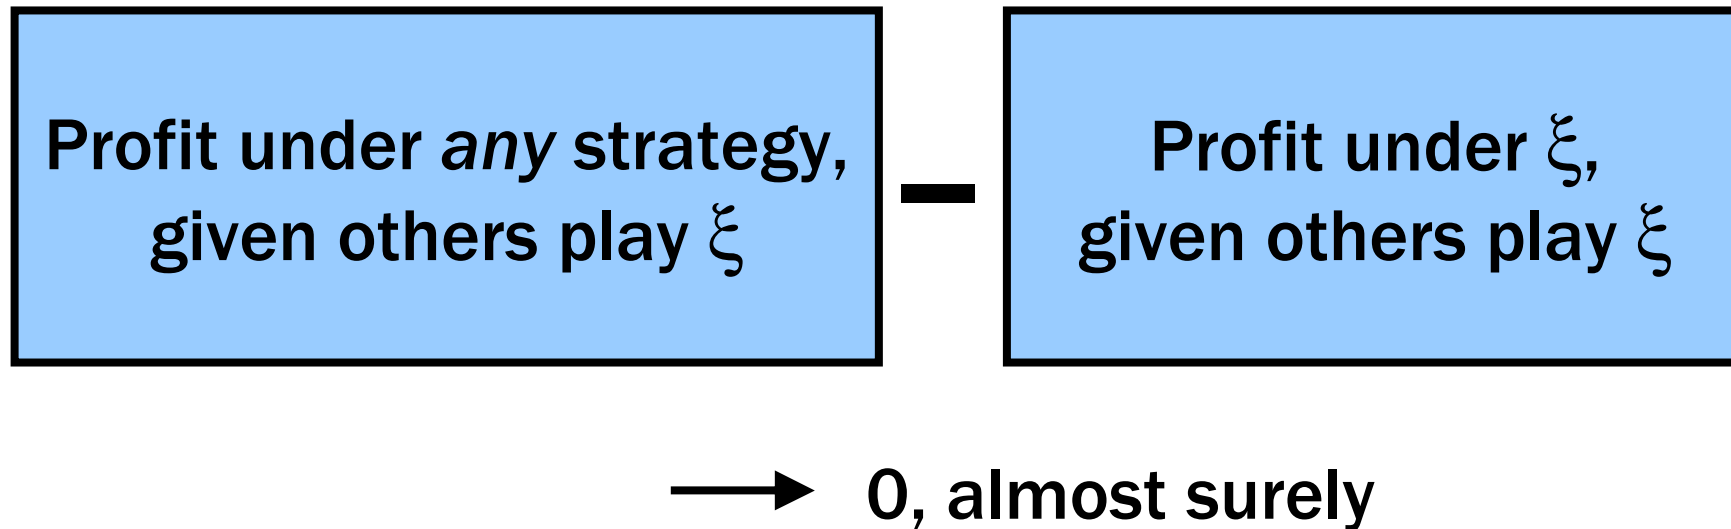 Profit under any strategy,
given others play ξ
–
Profit under ξ,
given others play ξ
→ 0, almost surely